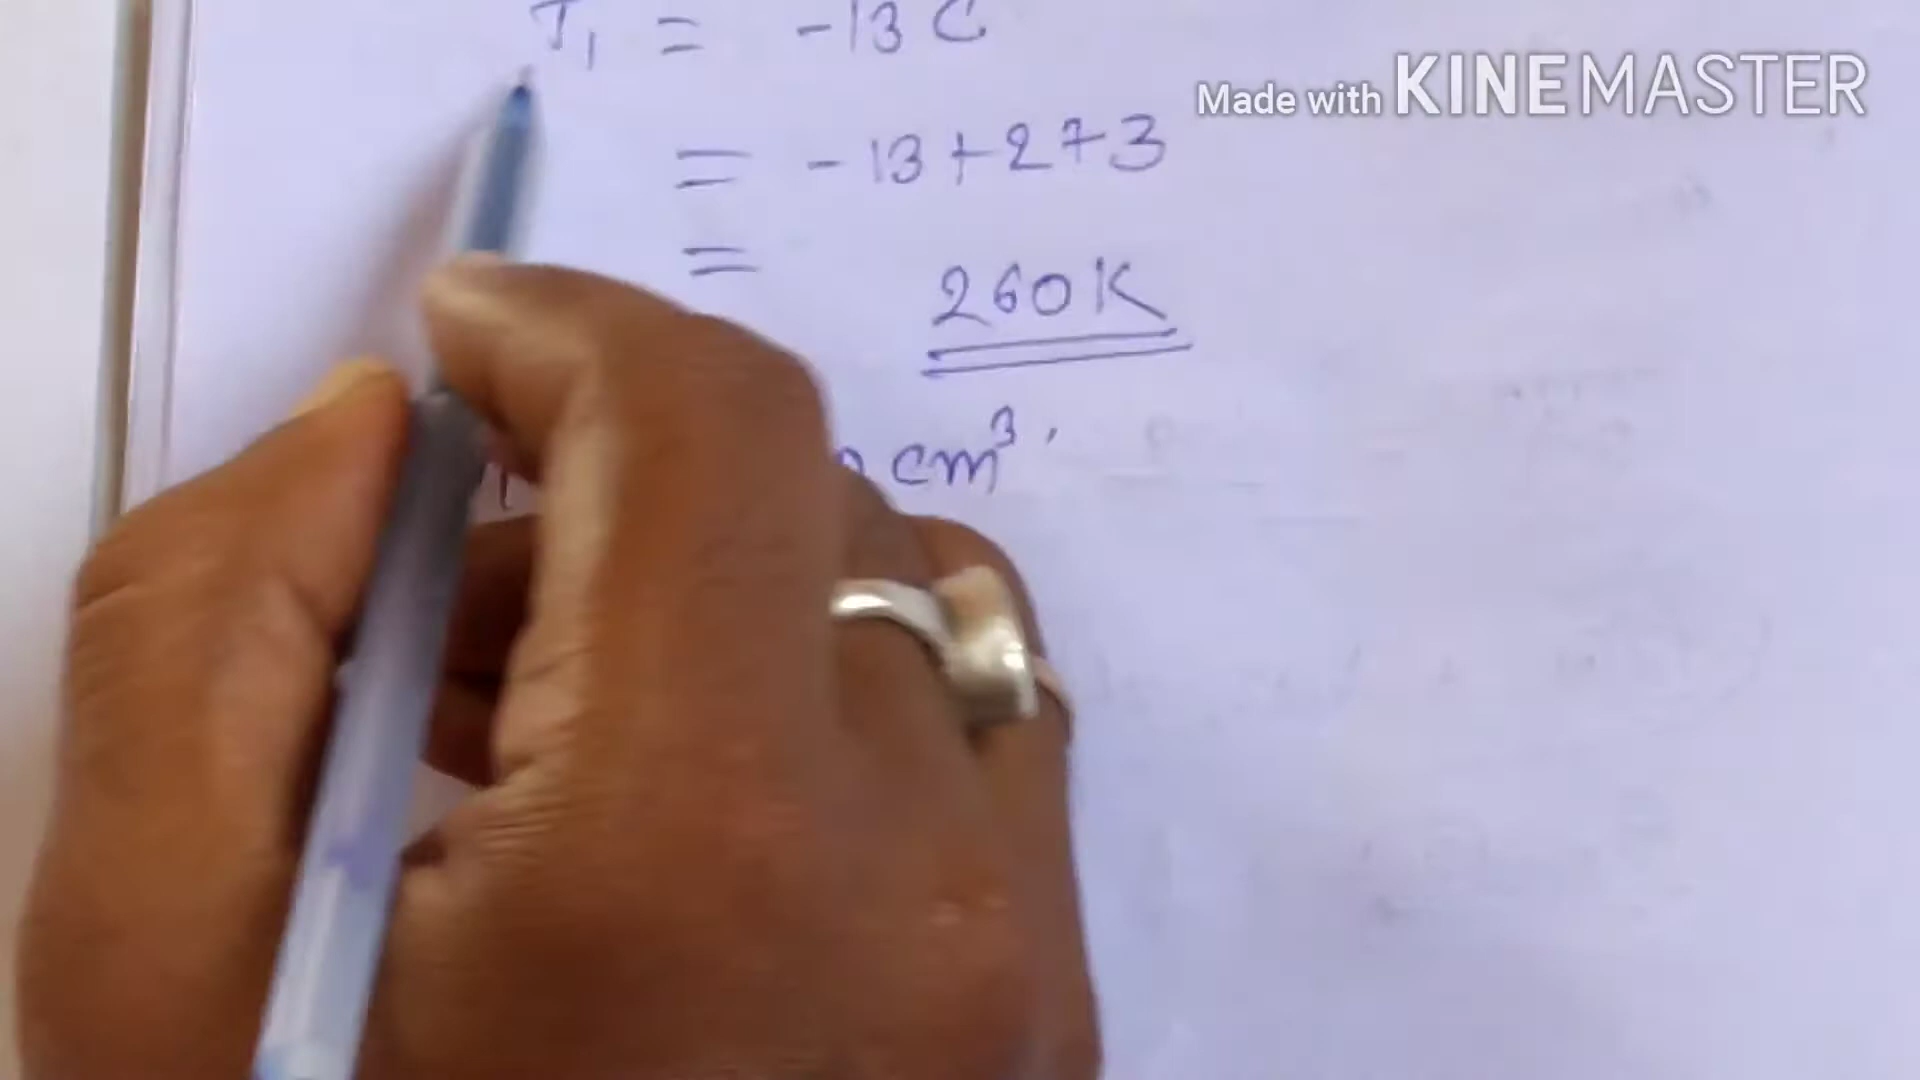 T₁ = -13 C
Made with KINEMASTER
= -13 + 273
= 260 K
cm³